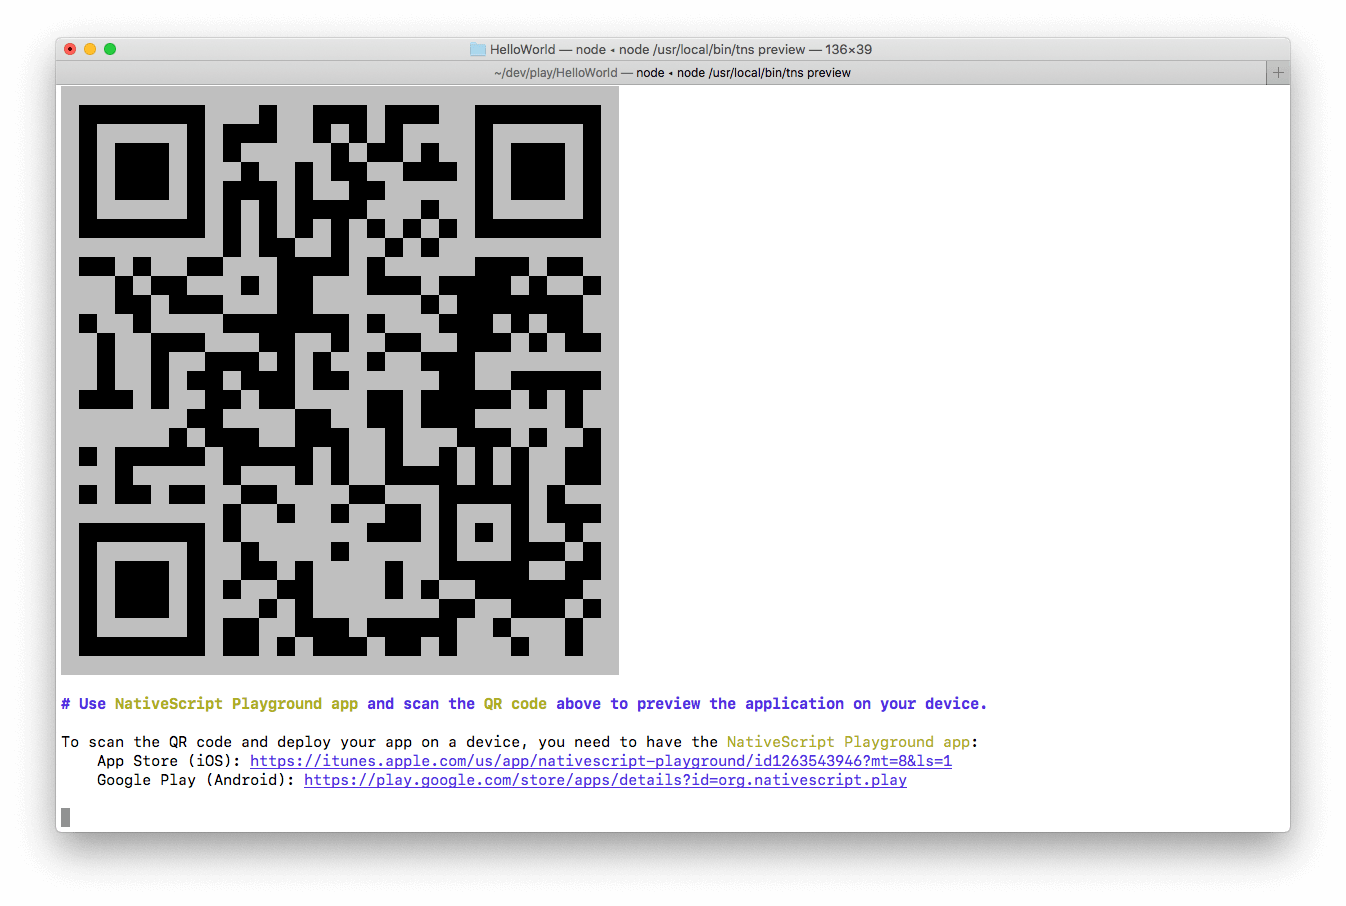 HelloWorld — node ◂ node /usr/local/bin/tns preview — 136×39
~/dev/play/HelloWorld — node ◂ node /usr/local/bin/tns preview
# Use NativeScript Playground app and scan the QR code above to preview the application on your device.
To scan the QR code and deploy your app on a device, you need to have the NativeScript Playground app:
App Store (iOS): https://itunes.apple.com/us/app/nativescript-playground/id1263543946?mt=8&ls=1
Google Play (Android): https://play.google.com/store/apps/details?id=org.nativescript.play